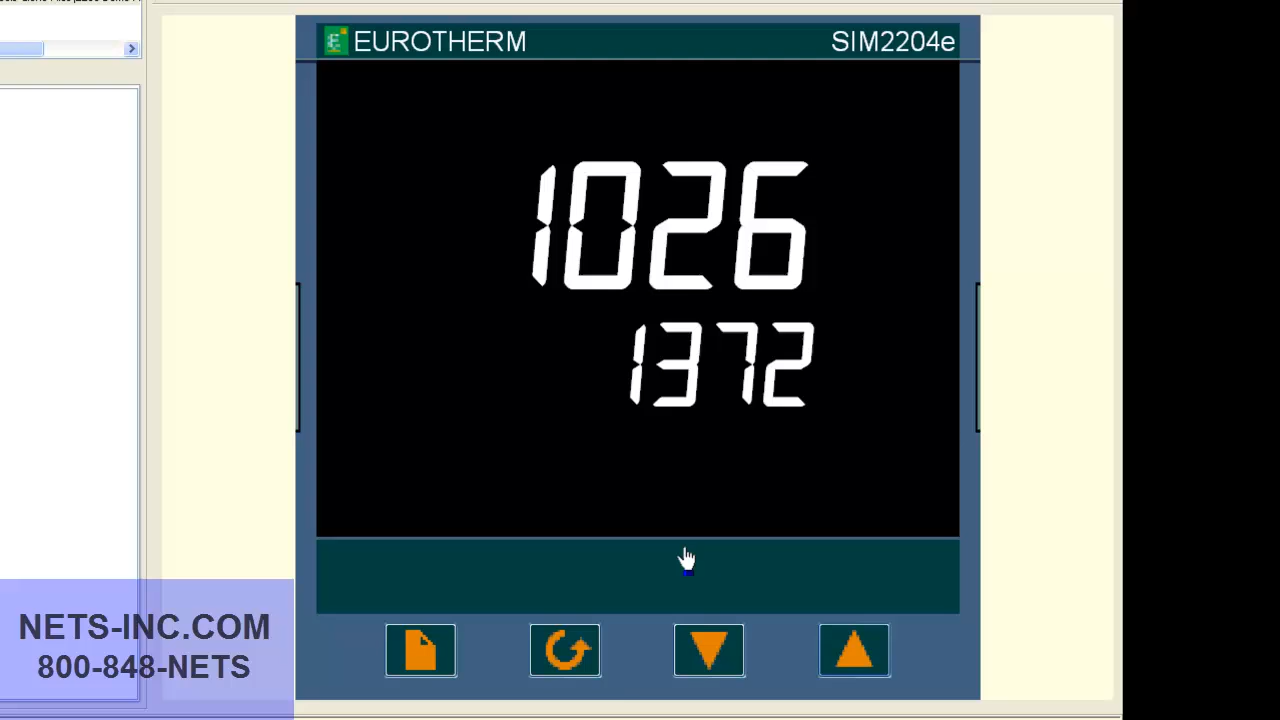 EUROTHERM
SIM2204e
1026
1372
NETS-INC.COM
800-848-NETS